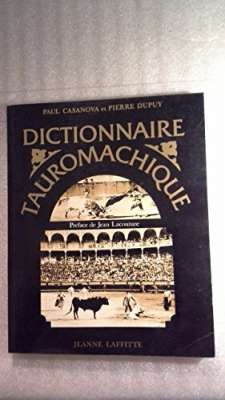 PAUL CASANOVA ET PIERRE DUPUY
DICTIONNAIRE
TAUROMACHIQUE
Préface de Jean Lacouture
JEANNE LAFFITTE